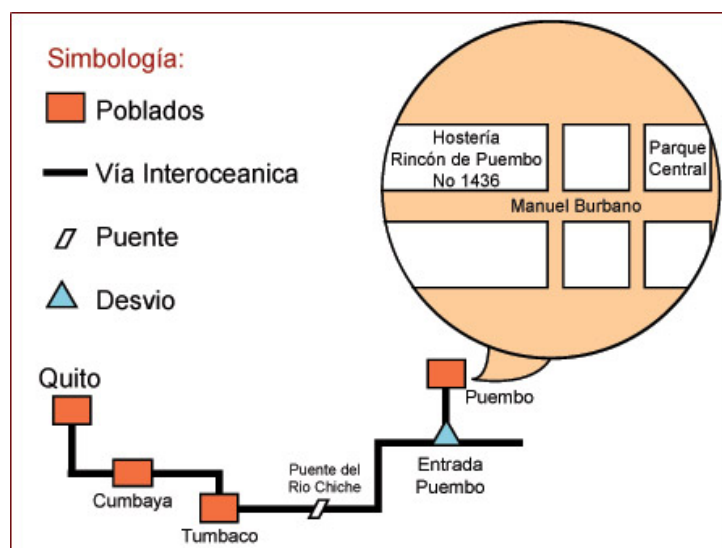 Simbología:
Poblados
Vía Interoceanica
Puente
Desvio
Hostería
Rincón de Puembo
No 1436
Parque
Central
Manuel Burbano
Quito
Cumbaya
Tumbaco
Puente del
Rio Chiche
Puembo
Entrada
Puembo